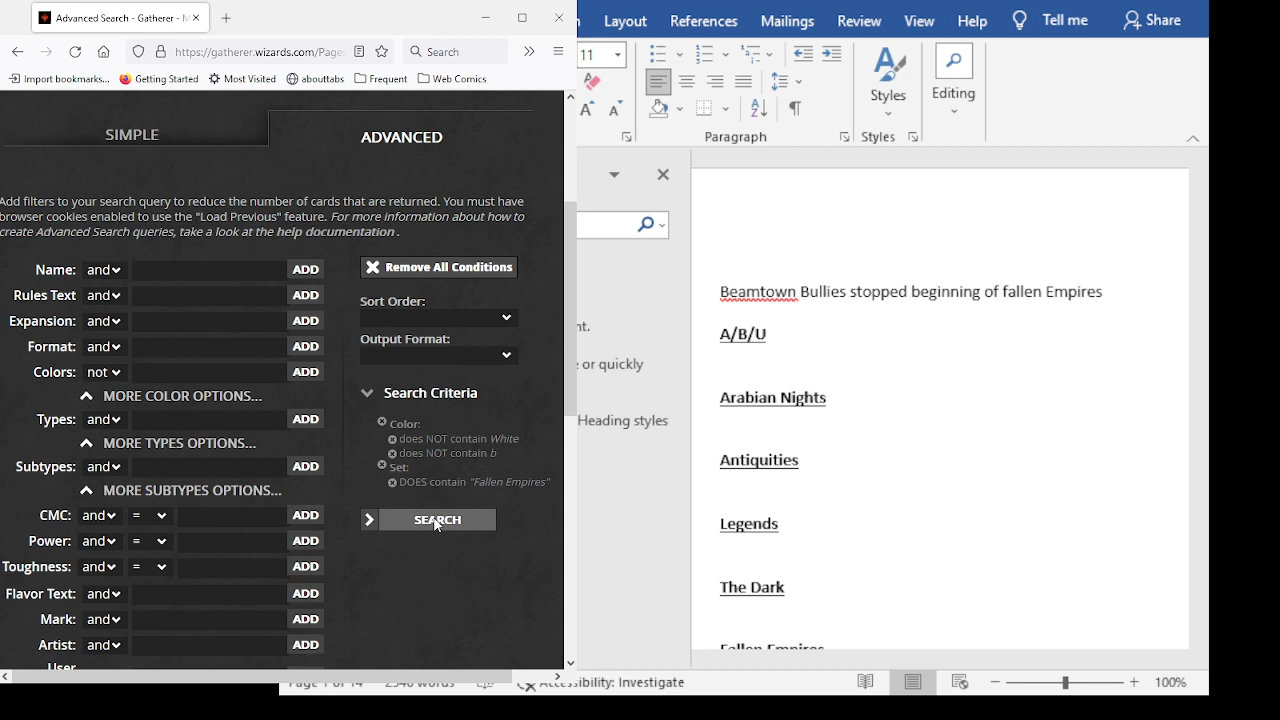 Advanced Search - Gatherer - M
Layout References Mailings Review View Help Tell me Share
https://gatherer.wizards.com/Page
Search
11
Import bookmarks... Getting Started Most Visited abouttabs Frequent Web Comics
Styles
Editing
Paragraph
Styles
SIMPLE
ADVANCED
Add filters to your search query to reduce the number of cards that are returned. You must have
browser cookies enabled to use the "Load Previous" feature. For more information about how to
create Advanced Search queries, take a look at the help documentation .
Name: and ADD
Rules Text and ADD
Expansion: and ADD
Format: and ADD
Colors: not ADD
MORE COLOR OPTIONS...
Types: and ADD
MORE TYPES OPTIONS...
Subtypes: and ADD
MORE SUBTYPES OPTIONS...
CMC: and = ADD
Power: and = ADD
Toughness: and = ADD
Flavor Text: and ADD
Mark: and ADD
Artist: and ADD
User
Remove All Conditions
Sort Order:
Output Format:
Search Criteria
Color:
does NOT contain White
does NOT contain b
Set:
DOES contain "Fallen Empires"
SEARCH
nt.
e or quickly
Heading styles
Beamtown Bullies stopped beginning of fallen Empires
A/B/U
Arabian Nights
Antiquities
Legends
The Dark
Fallen Empires
Page 1 of 14 2546 words Accessibility: Investigate
100%